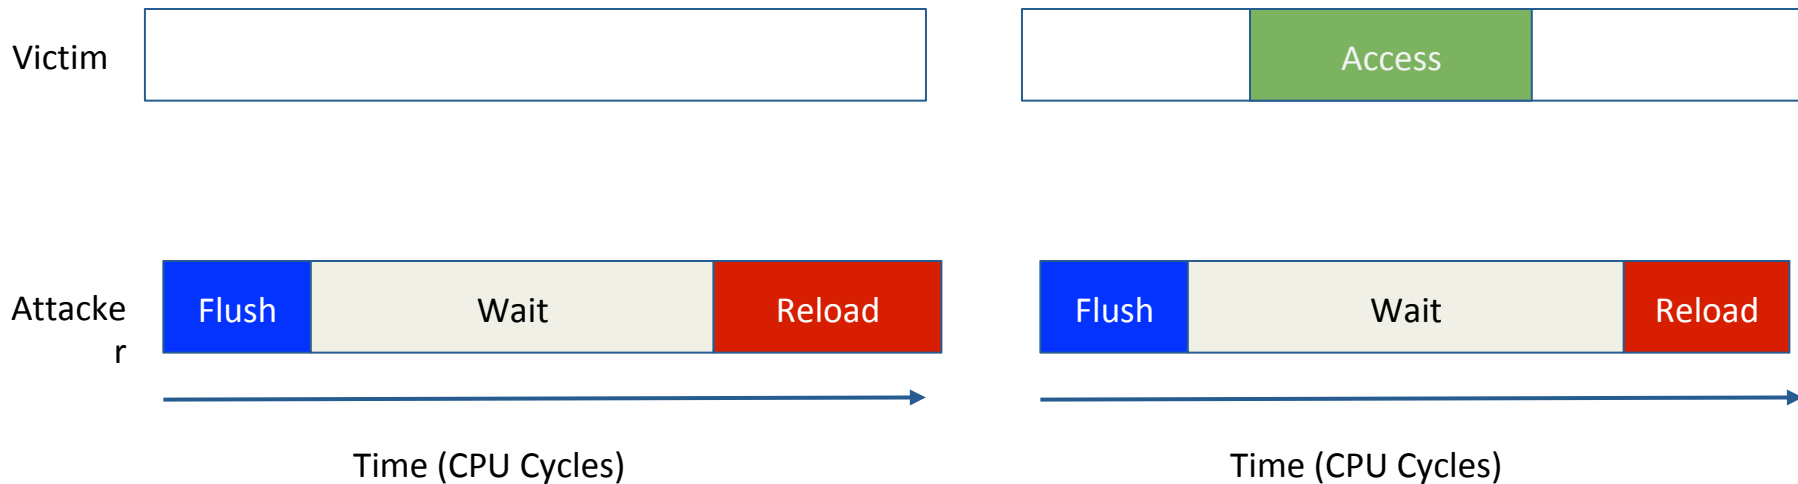 Victim
Access
Attacke
r
Flush
Wait
Reload
Flush
Wait
Reload
Time (CPU Cycles)
Time (CPU Cycles)